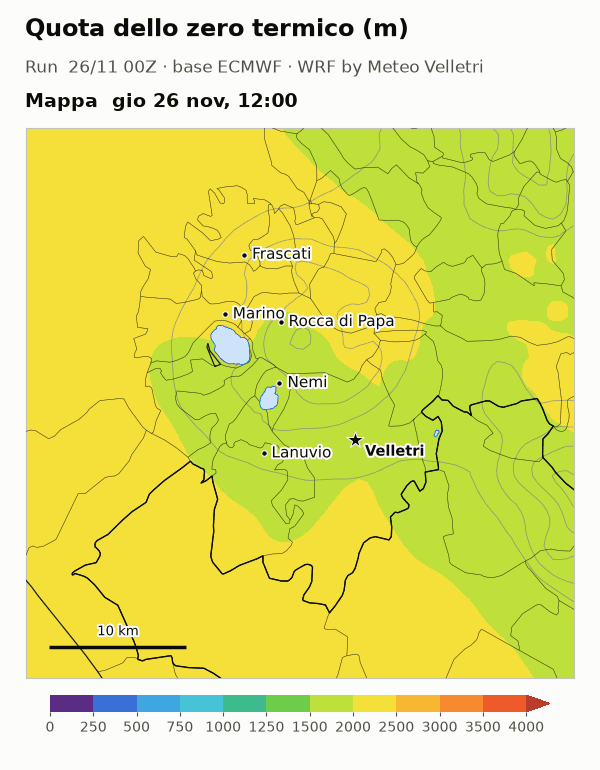 Quota dello zero termico (m)
Run  26/11 00Z · base ECMWF · WRF by Meteo Velletri
Mappa  gio 26 nov, 12:00
Frascati
Marino
Rocca di Papa
Nemi
Velletri
Lanuvio
10 km
0 250 500 750 1000 1250 1500 2000 2500 3000 3500 4000